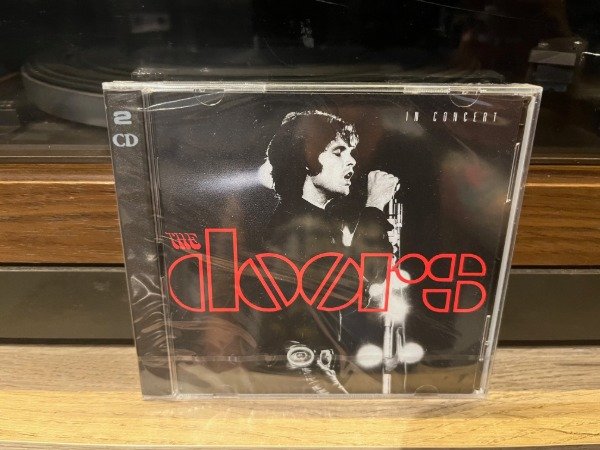 2
CD
IN CONCERT
THE
doors